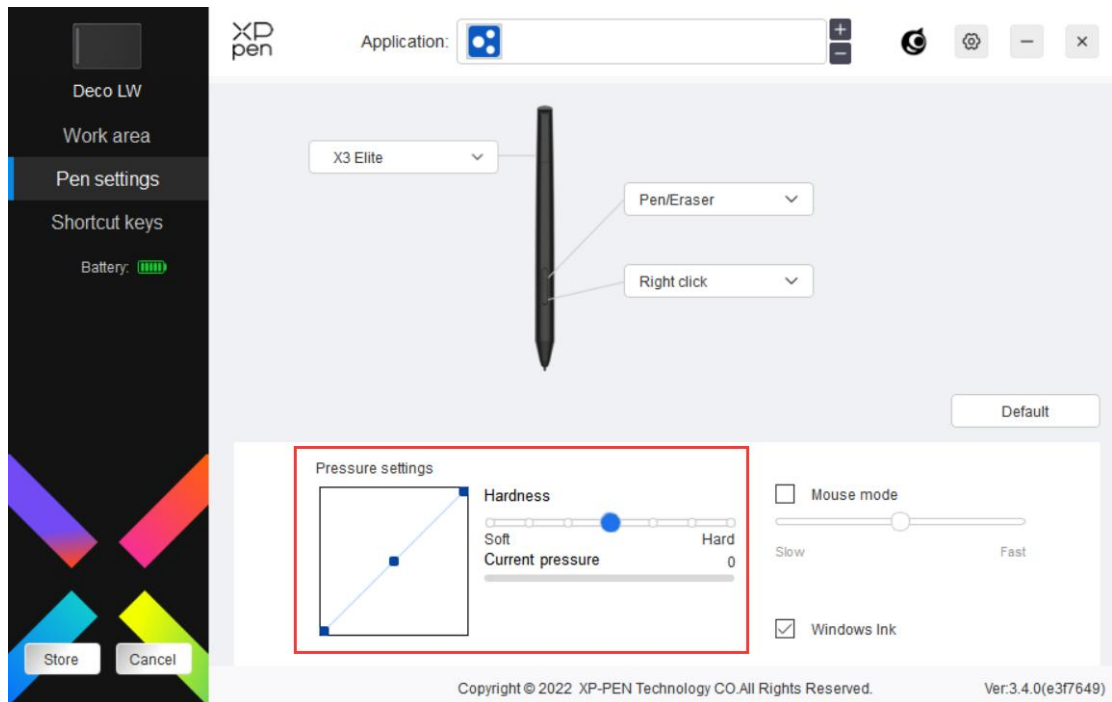 XP
pen
Application:
Deco LW
Work area
Pen settings
Shortcut keys
Battery:
X3 Elite
Pen/Eraser
Right click
Default
Pressure settings
Hardness
Soft Hard
Current pressure 0
Mouse mode
Slow Fast
Windows Ink
Store Cancel
Copyright © 2022 XP-PEN Technology CO.All Rights Reserved.
Ver:3.4.0(e3f7649)